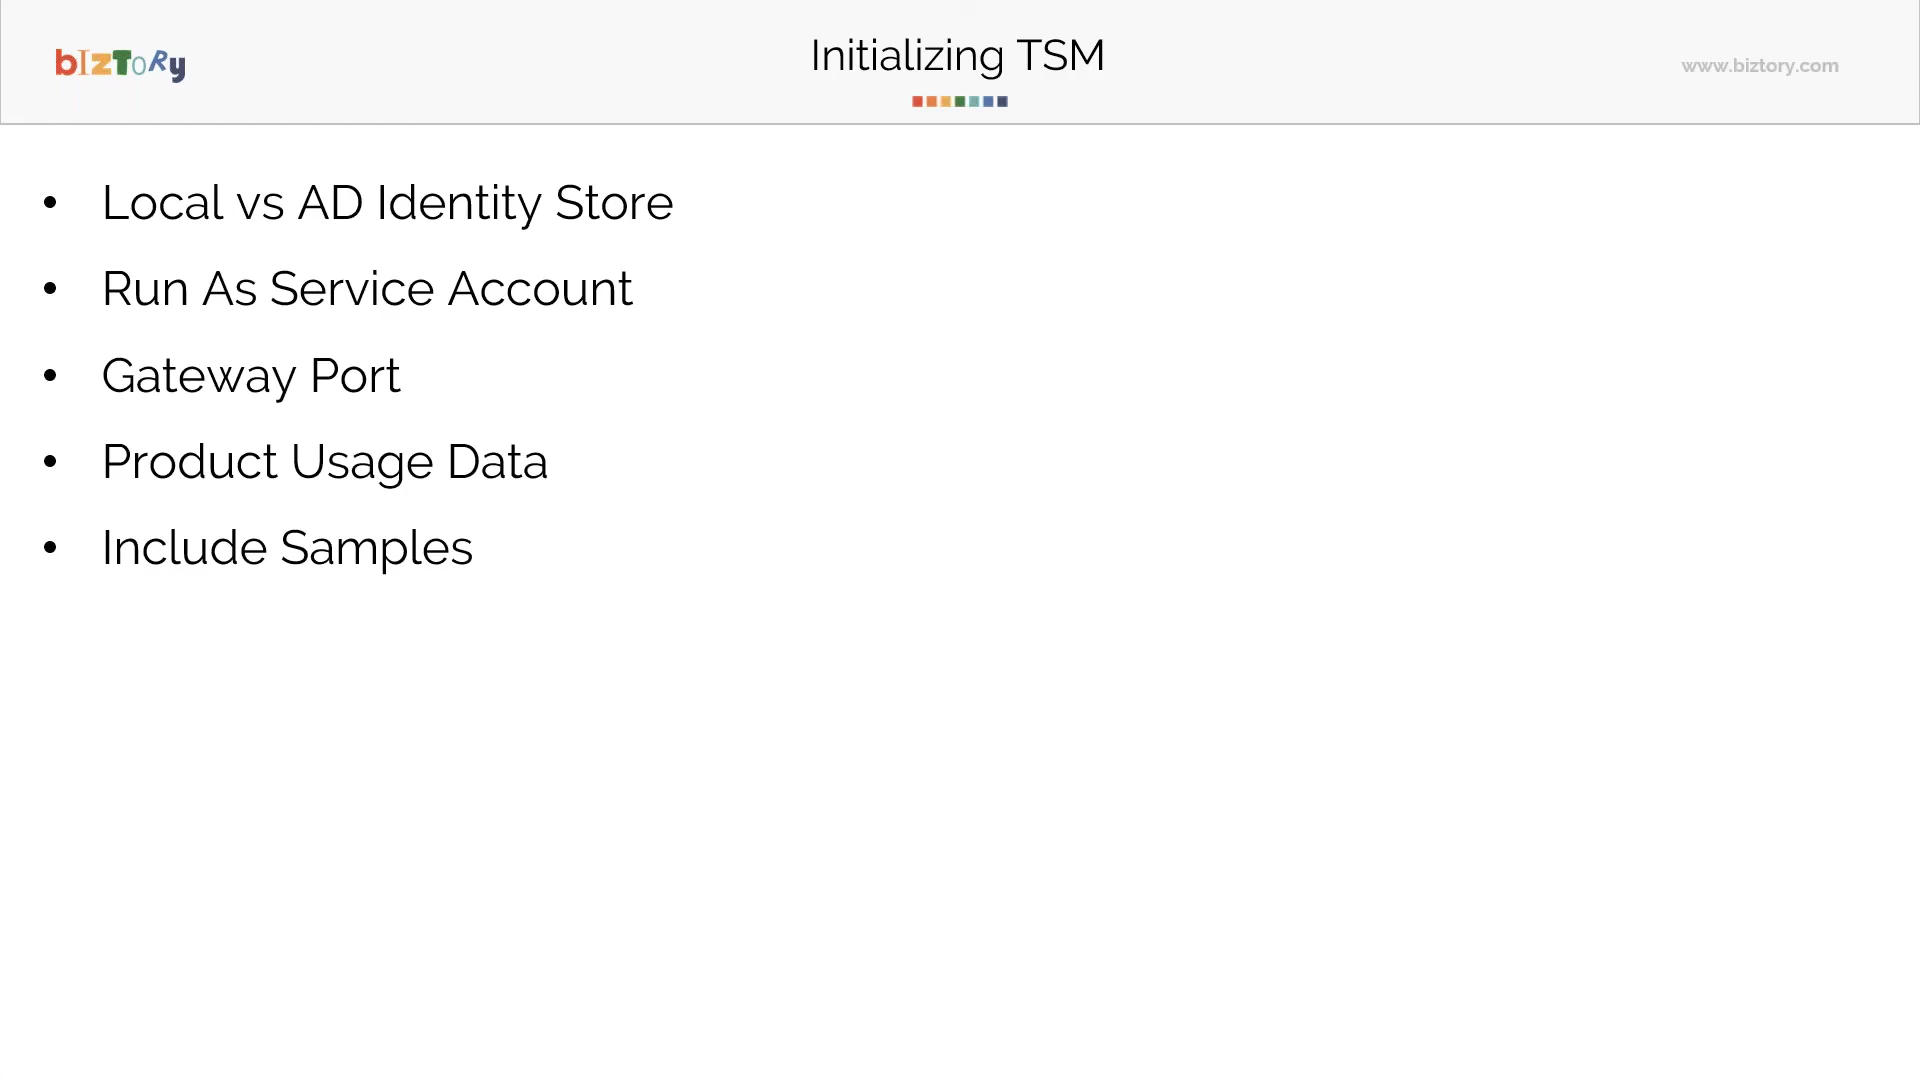 bIzToRy
Initializing TSM
www.biztory.com
• Local vs AD Identity Store
• Run As Service Account
• Gateway Port
• Product Usage Data
• Include Samples